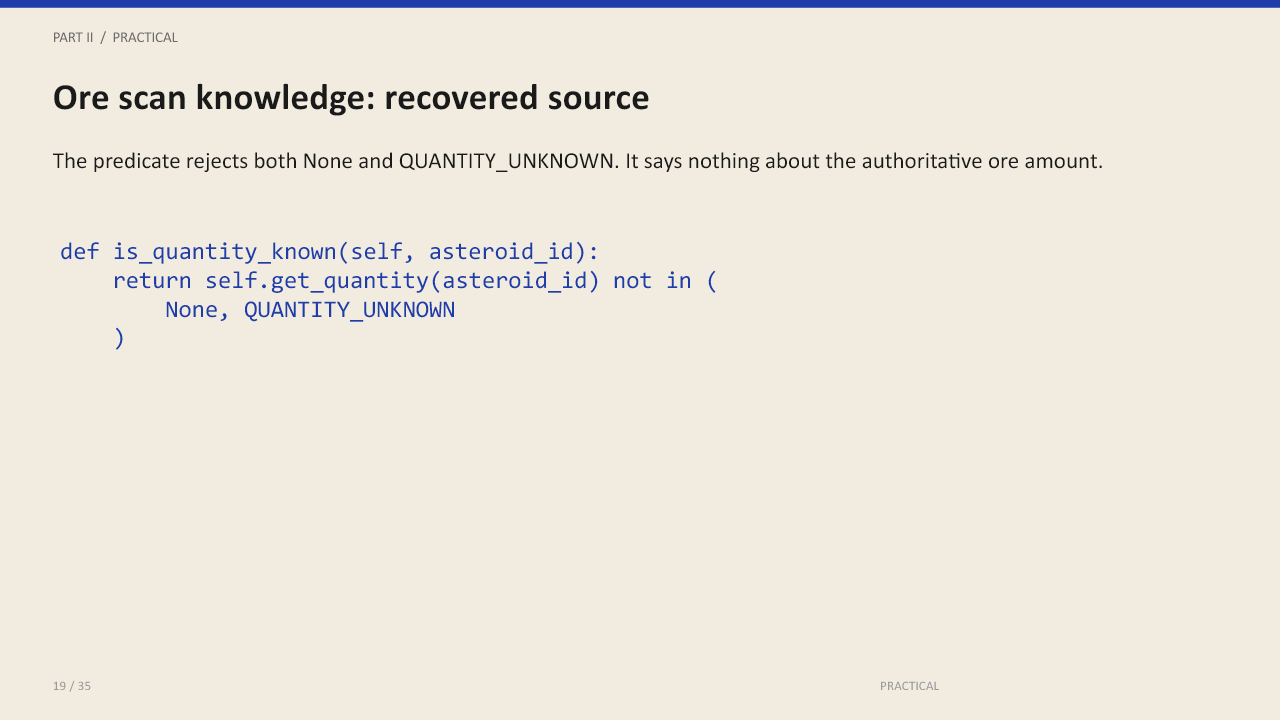 PART II / PRACTICAL
Ore scan knowledge: recovered source
The predicate rejects both None and QUANTITY_UNKNOWN. It says nothing about the authoritative ore amount.
def is_quantity_known(self, asteroid_id):
    return self.get_quantity(asteroid_id) not in (
        None, QUANTITY_UNKNOWN
    )
19 / 35
PRACTICAL